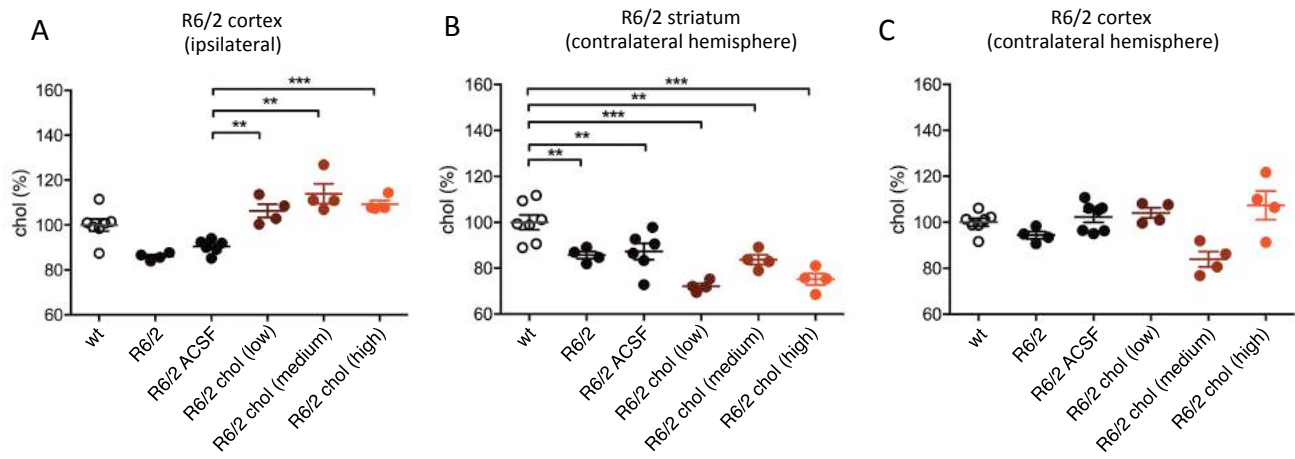 A
R6/2 cortex
(ipsilateral)
chol (%)
160
140
120
100
80
60
***
**
**
wt
R6/2
R6/2 ACSF
R6/2 chol (low)
R6/2 chol (medium)
R6/2 chol (high)
B
R6/2 striatum
(contralateral hemisphere)
chol (%)
160
140
120
100
80
60
***
**
***
**
**
wt
R6/2
R6/2 ACSF
R6/2 chol (low)
R6/2 chol (medium)
R6/2 chol (high)
C
R6/2 cortex
(contralateral hemisphere)
chol (%)
160
140
120
100
80
60
wt
R6/2
R6/2 ACSF
R6/2 chol (low)
R6/2 chol (medium)
R6/2 chol (high)